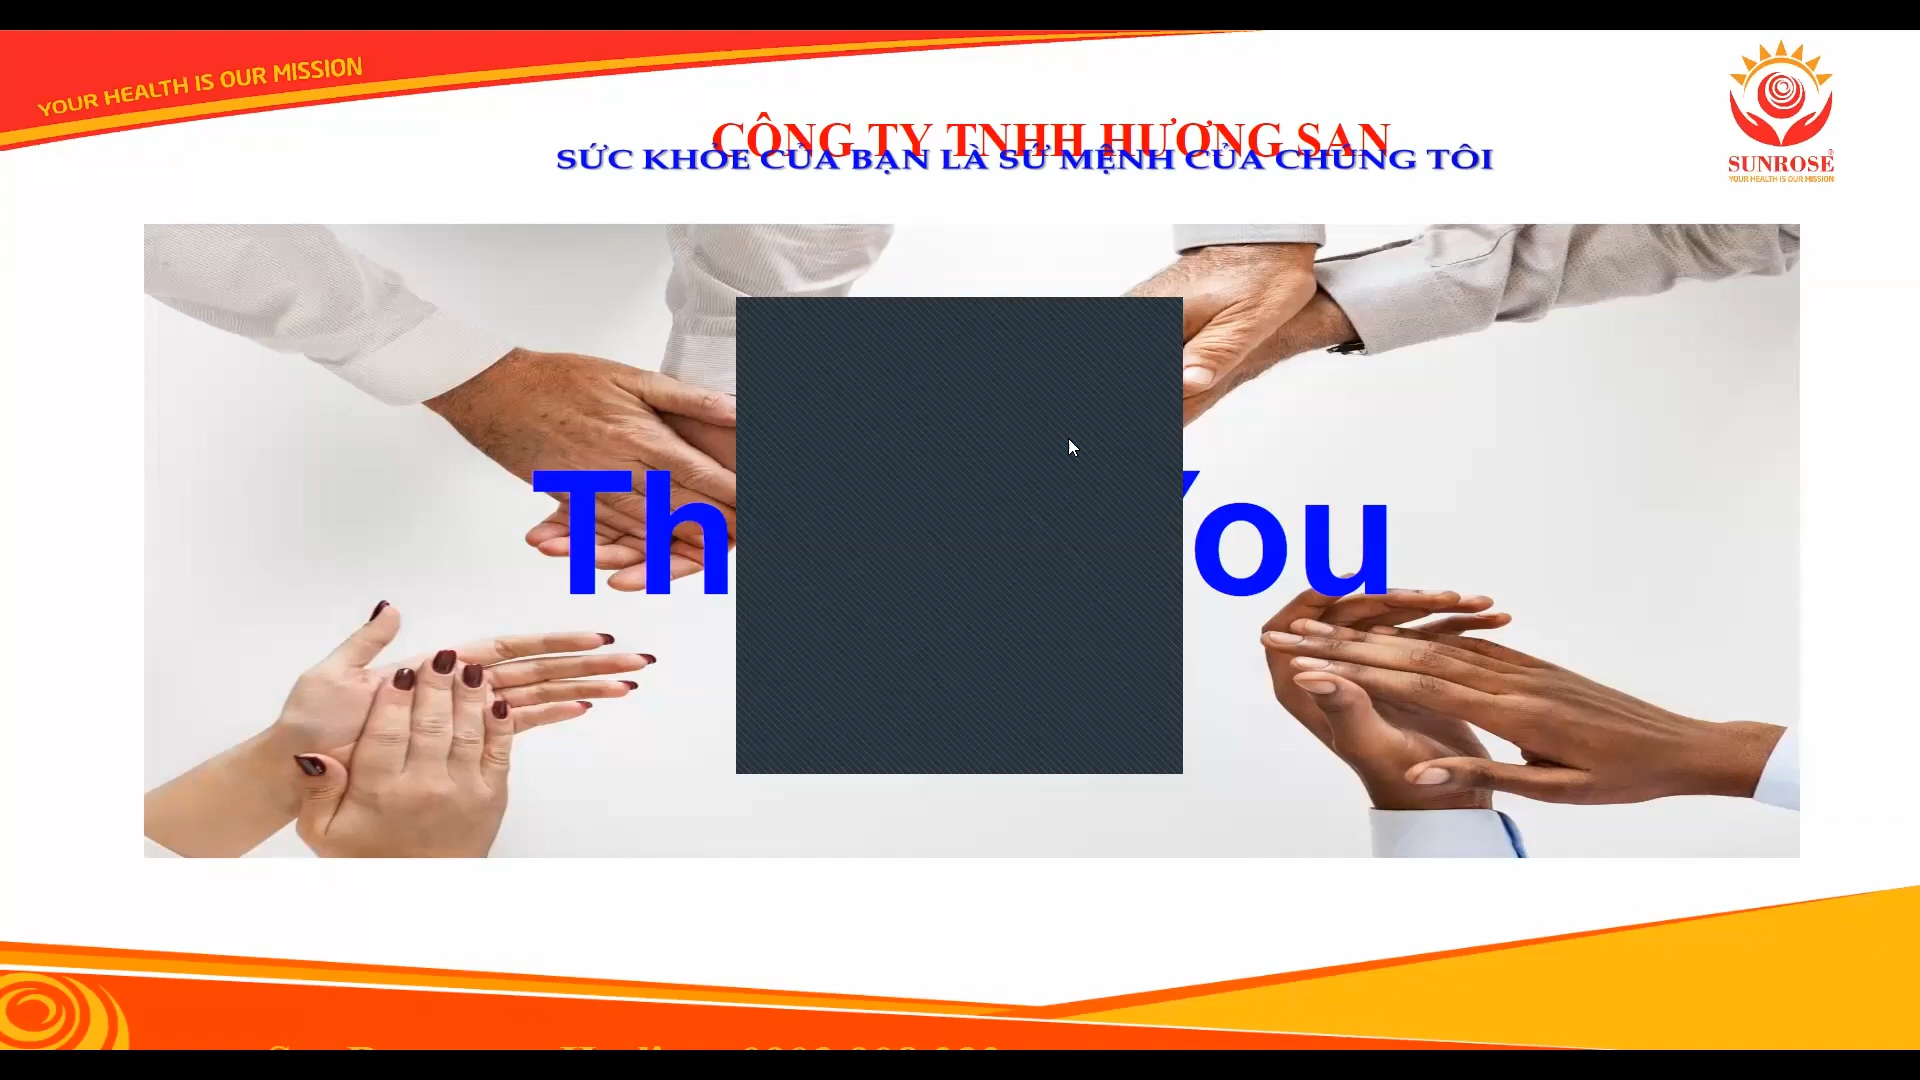 YOUR HEALTH IS OUR MISSION
CÔNG TY TNHH HƯƠNG SAN
SỨC KHỎE CỦA BẠN LÀ SỨ MỆNH CỦA CHÚNG TÔI
SUNROSE®
YOUR HEALTH IS OUR MISSION
Th You